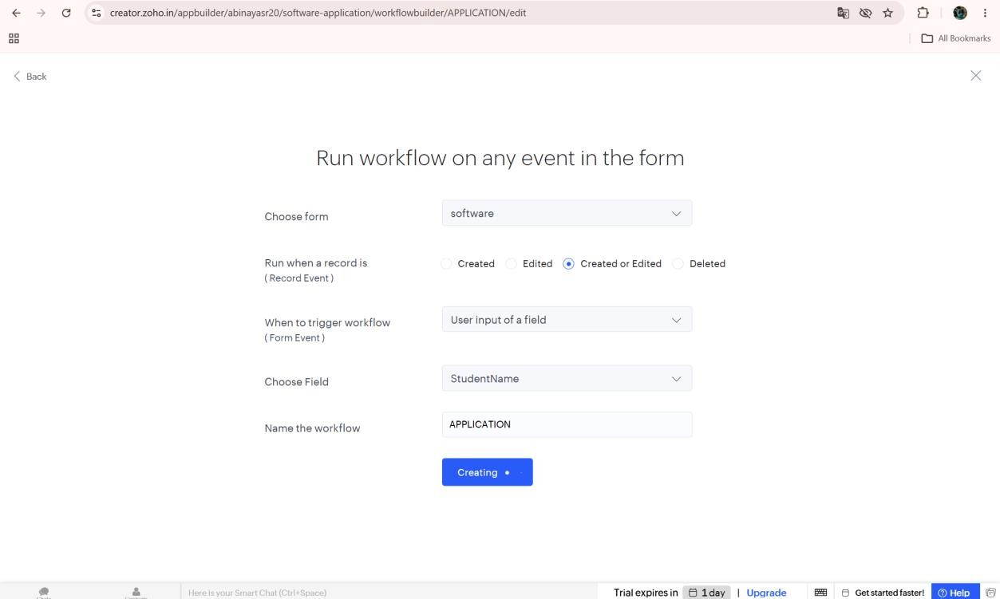 creator.zoho.in/appbuilder/abinayasr20/software-application/workflowbuilder/APPLICATION/edit
All Bookmarks
Back
Run workflow on any event in the form
Choose form
software
Run when a record is
( Record Event )
Created
Edited
Created or Edited
Deleted
When to trigger workflow
( Form Event )
User input of a field
Choose Field
StudentName
Name the workflow
APPLICATION
Creating
Here is your Smart Chat (Ctrl+Space)
Trial expires in 1 day | Upgrade
Get started faster!
Help